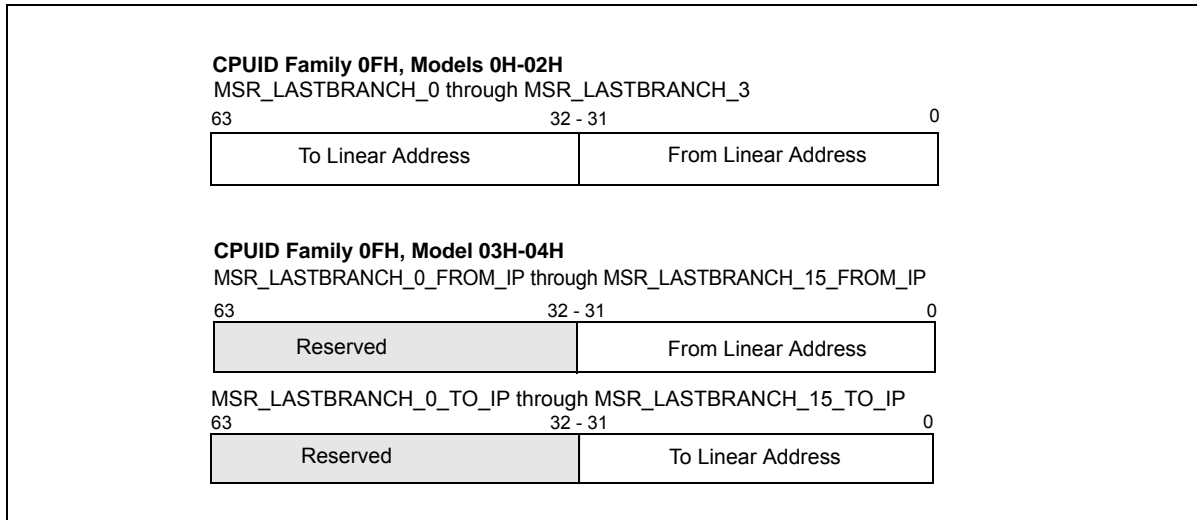 CPUID Family 0FH, Models 0H-02H
MSR_LASTBRANCH_0 through MSR_LASTBRANCH_3
63 32 - 31 0
To Linear Address From Linear Address
CPUID Family 0FH, Model 03H-04H
MSR_LASTBRANCH_0_FROM_IP through MSR_LASTBRANCH_15_FROM_IP
63 32 - 31 0
Reserved From Linear Address
MSR_LASTBRANCH_0_TO_IP through MSR_LASTBRANCH_15_TO_IP
63 32 - 31 0
Reserved To Linear Address